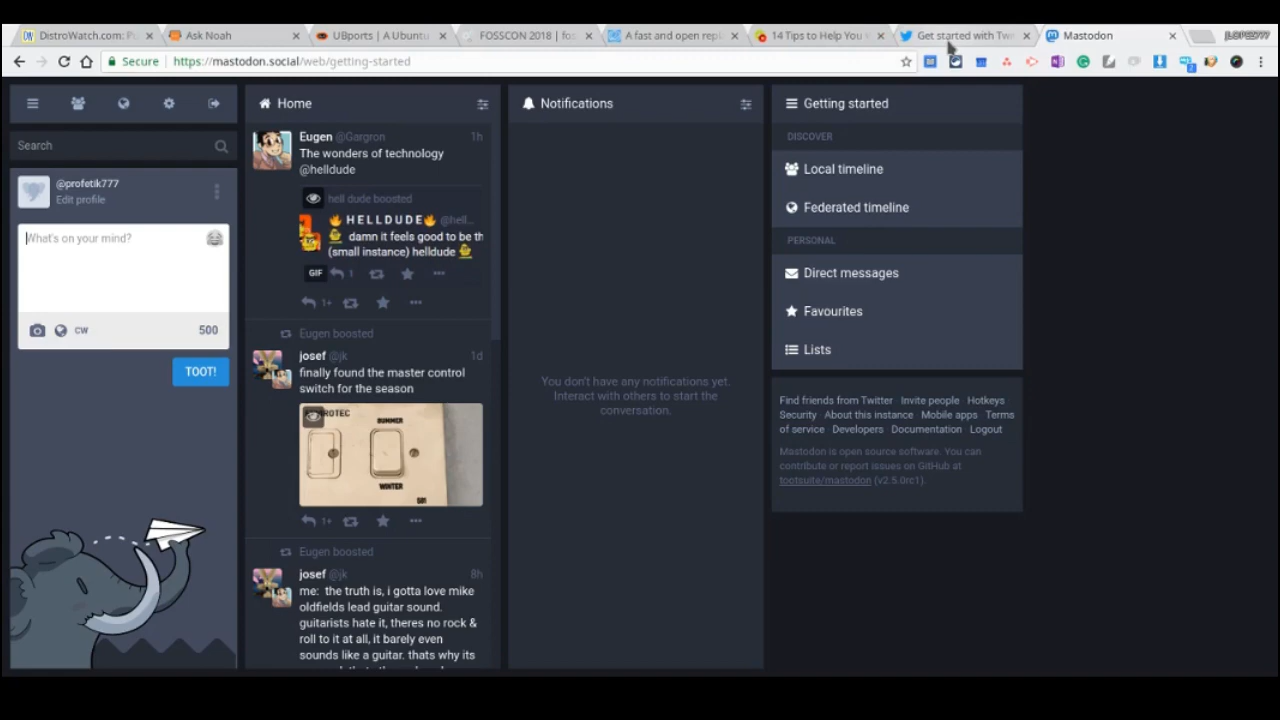 DistroWatch.com: Pu
Ask Noah
UBports | A Ubuntu
FOSSCON 2018 | fos
A fast and open repl
14 Tips to Help You
Get started with Twi
Mastodon
Secure
https://mastodon.social/web/getting-started
Search
@profetik777
Edit profile
What's on your mind?
CW
500
TOOT!
Home
Eugen @Gargron 1h
The wonders of technology
@helldude
hell dude boosted
H E L L D U D E @hell...
damn it feels good to be th
(small instance) helldude
GIF 1
1+
Eugen boosted
josef @jk 1d
finally found the master control
switch for the season
SUMMER
WINTER
1+
Eugen boosted
josef @jk 8h
me: the truth is, i gotta love mike
oldfields lead guitar sound.
guitarists hate it, theres no rock &
roll to it at all, it barely even
sounds like a guitar. thats why its
Notifications
You don't have any notifications yet.
Interact with others to start the
conversation.
Getting started
DISCOVER
Local timeline
Federated timeline
PERSONAL
Direct messages
Favourites
Lists
Find friends from Twitter Invite people Hotkeys
Security About this instance Mobile apps Terms
of service Developers Documentation Logout
Mastodon is open source software. You can
contribute or report issues on GitHub at
tootsuite/mastodon (v2.5.0rc1).